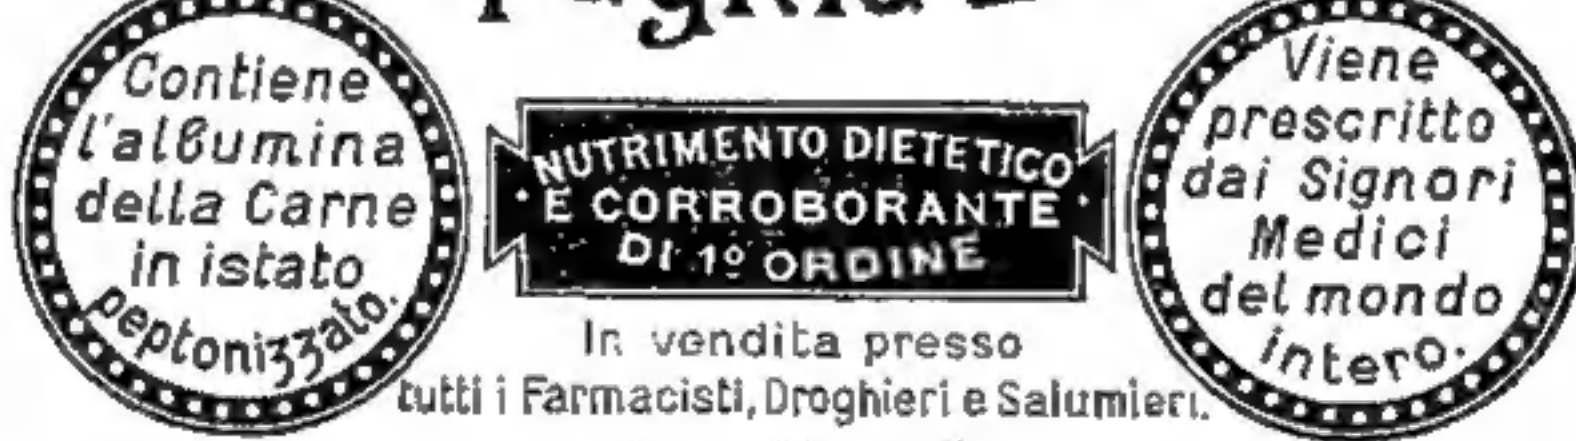 Contiene
l'albumina
della Carne
in istato
peptonizzato.
NUTRIMENTO DIETETICO
E CORROBORANTE
DI 1º ORDINE
Viene
prescritto
dai Signori
Medici
del mondo
intero.
In vendita presso
tutti i Farmacisti, Droghieri e Salumieri.